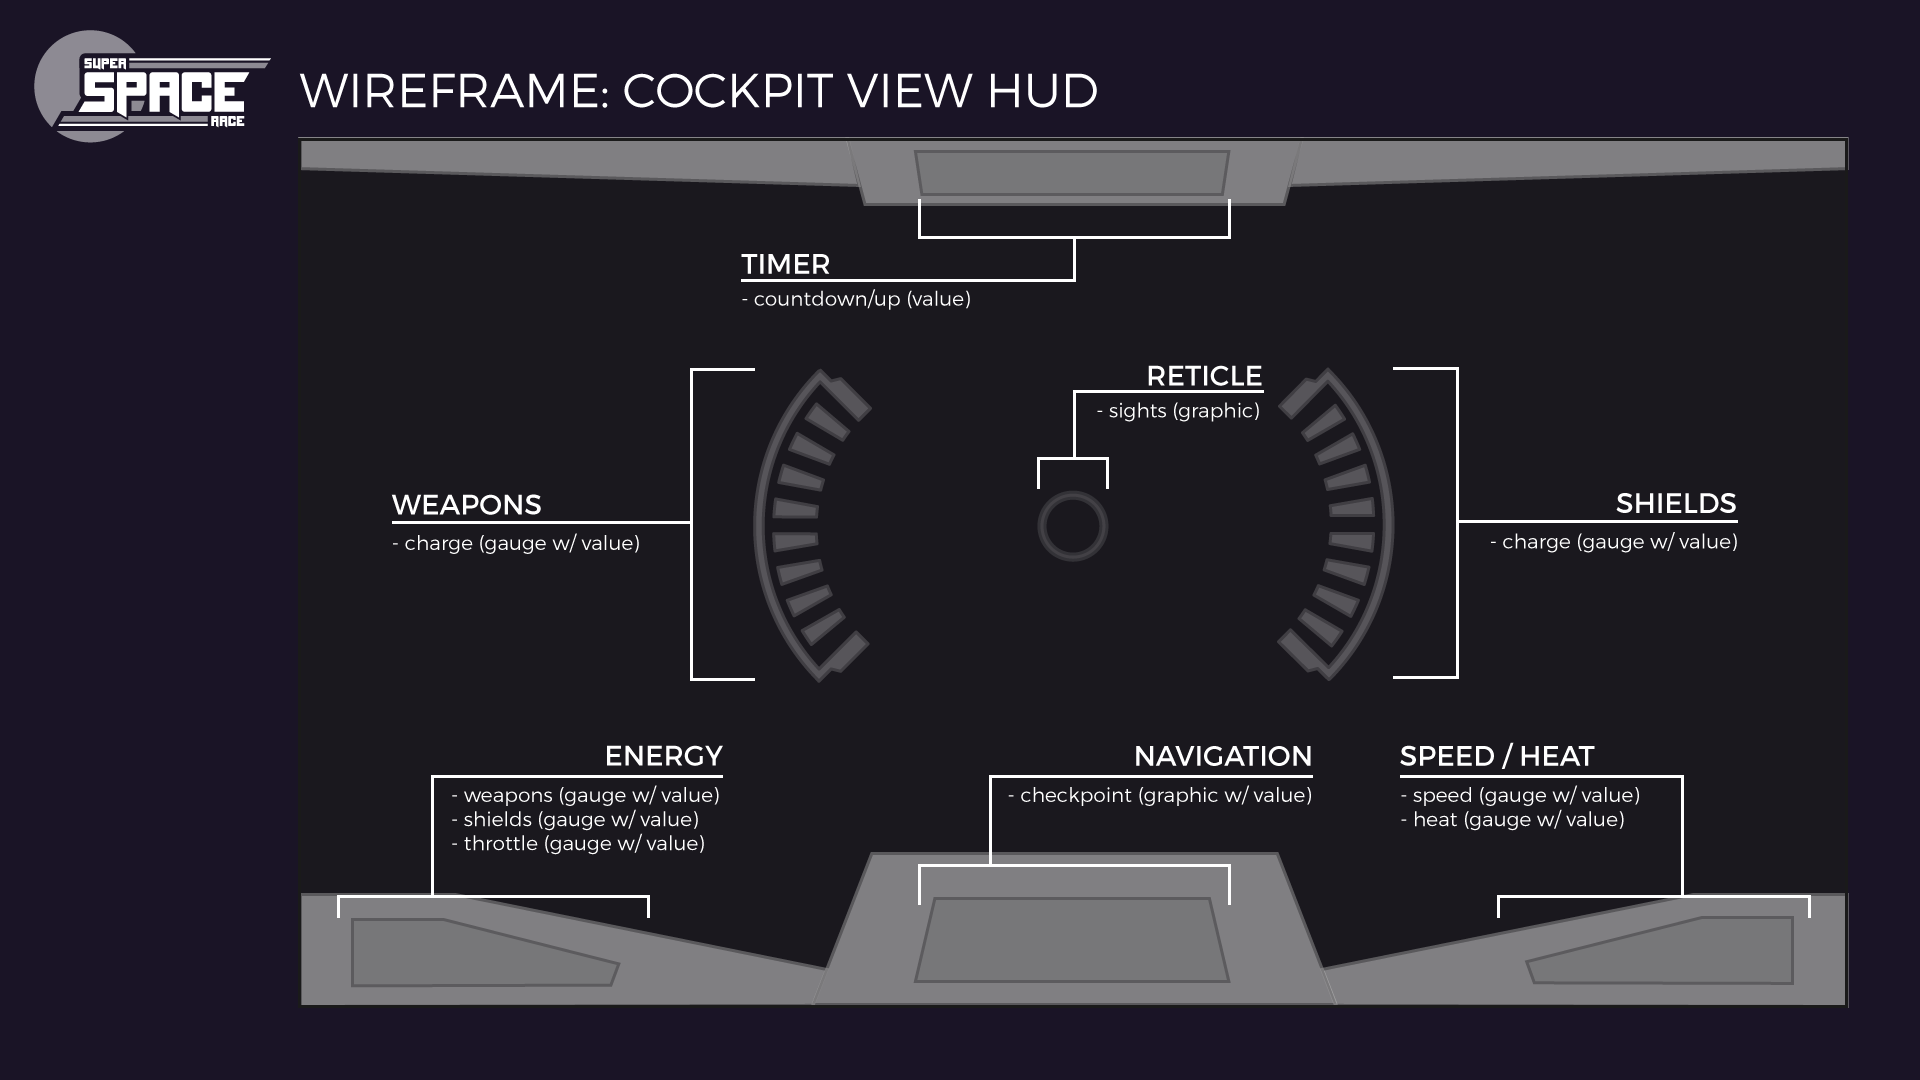 SUPER
SPACE
RACE
WIREFRAME: COCKPIT VIEW HUD
TIMER
- countdown/up (value)
RETICLE
- sights (graphic)
WEAPONS
- charge (gauge w/ value)
SHIELDS
- charge (gauge w/ value)
ENERGY
- weapons (gauge w/ value)
- shields (gauge w/ value)
- throttle (gauge w/ value)
NAVIGATION
- checkpoint (graphic w/ value)
SPEED / HEAT
- speed (gauge w/ value)
- heat (gauge w/ value)